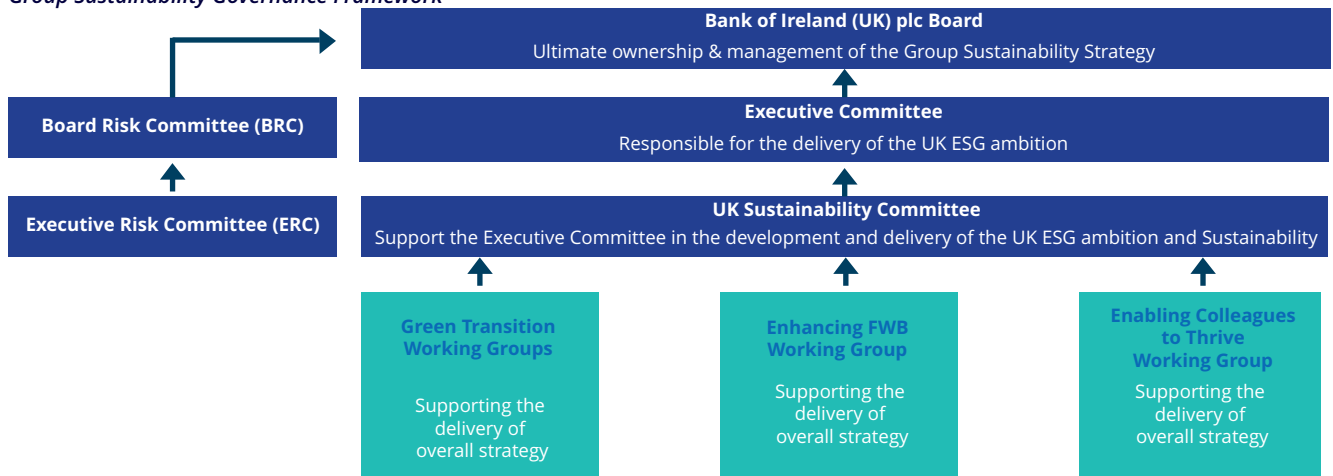 Group Sustainability Governance Framework
Bank of Ireland (UK) plc Board
Ultimate ownership & management of the Group Sustainability Strategy
Board Risk Committee (BRC)
Executive Committee
Responsible for the delivery of the UK ESG ambition
Executive Risk Committee (ERC)
UK Sustainability Committee
Support the Executive Committee in the development and delivery of the UK ESG ambition and Sustainability
Green Transition
Working Groups
Supporting the
delivery of
overall strategy
Enhancing FWB
Working Group
Supporting the
delivery of
overall strategy
Enabling Colleagues
to Thrive
Working Group
Supporting the
delivery of
overall strategy